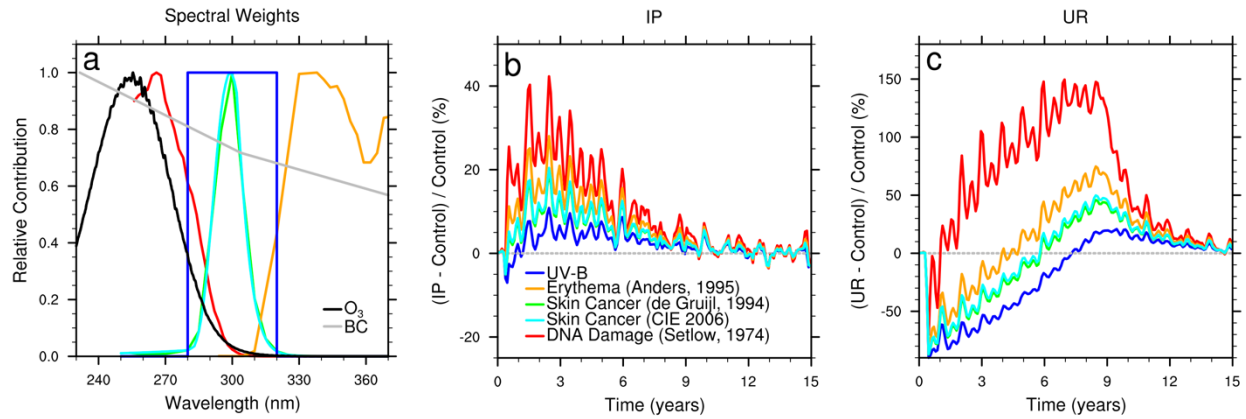 Spectral Weights
a
1.0
0.8
0.6
0.4
0.2
0.0
Relative Contribution
O3
BC
240
280
300
320
360
Wavelength (nm)
IP
b
40
20
0
-20
(IP - Control) / Control (%)
UV-B
Erythema (Anders, 1995)
Skin Cancer (de Gruijl, 1994)
Skin Cancer (CIE 2006)
DNA Damage (Setlow, 1974)
0 3 6 9 12 15
Time (years)
UR
c
150
100
50
0
-50
(UR - Control) / Control (%)
0 3 6 9 12 15
Time (years)